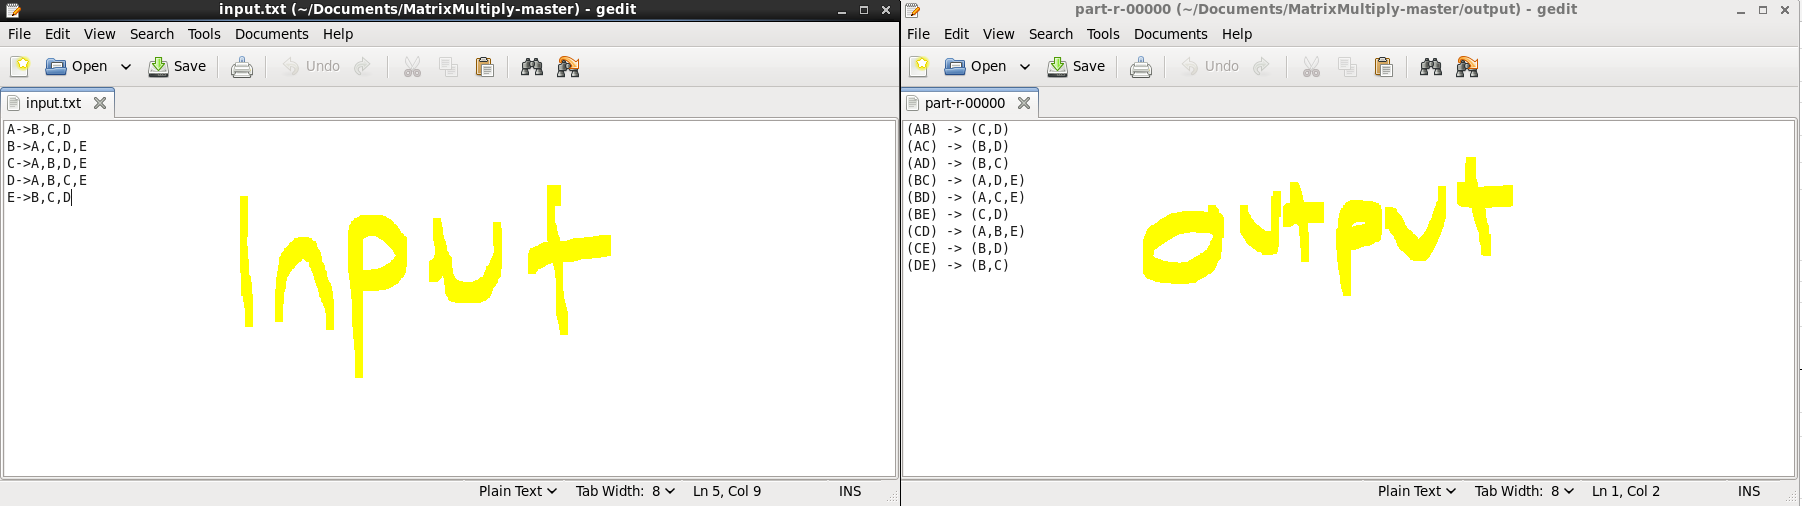 input.txt (~/Documents/MatrixMultiply-master) - gedit
File Edit View Search Tools Documents Help
Open Save Undo
input.txt
A->B,C,D
B->A,C,D,E
C->A,B,D,E
D->A,B,C,E
E->B,C,D
Input
Plain Text Tab Width: 8 Ln 5, Col 9 INS
part-r-00000 (~/Documents/MatrixMultiply-master/output) - gedit
File Edit View Search Tools Documents Help
Open Save Undo
part-r-00000
(AB) -> (C,D)
(AC) -> (B,D)
(AD) -> (B,C)
(BC) -> (A,D,E)
(BD) -> (A,C,E)
(BE) -> (C,D)
(CD) -> (A,B,E)
(CE) -> (B,D)
(DE) -> (B,C)
output
Plain Text Tab Width: 8 Ln 1, Col 2 INS